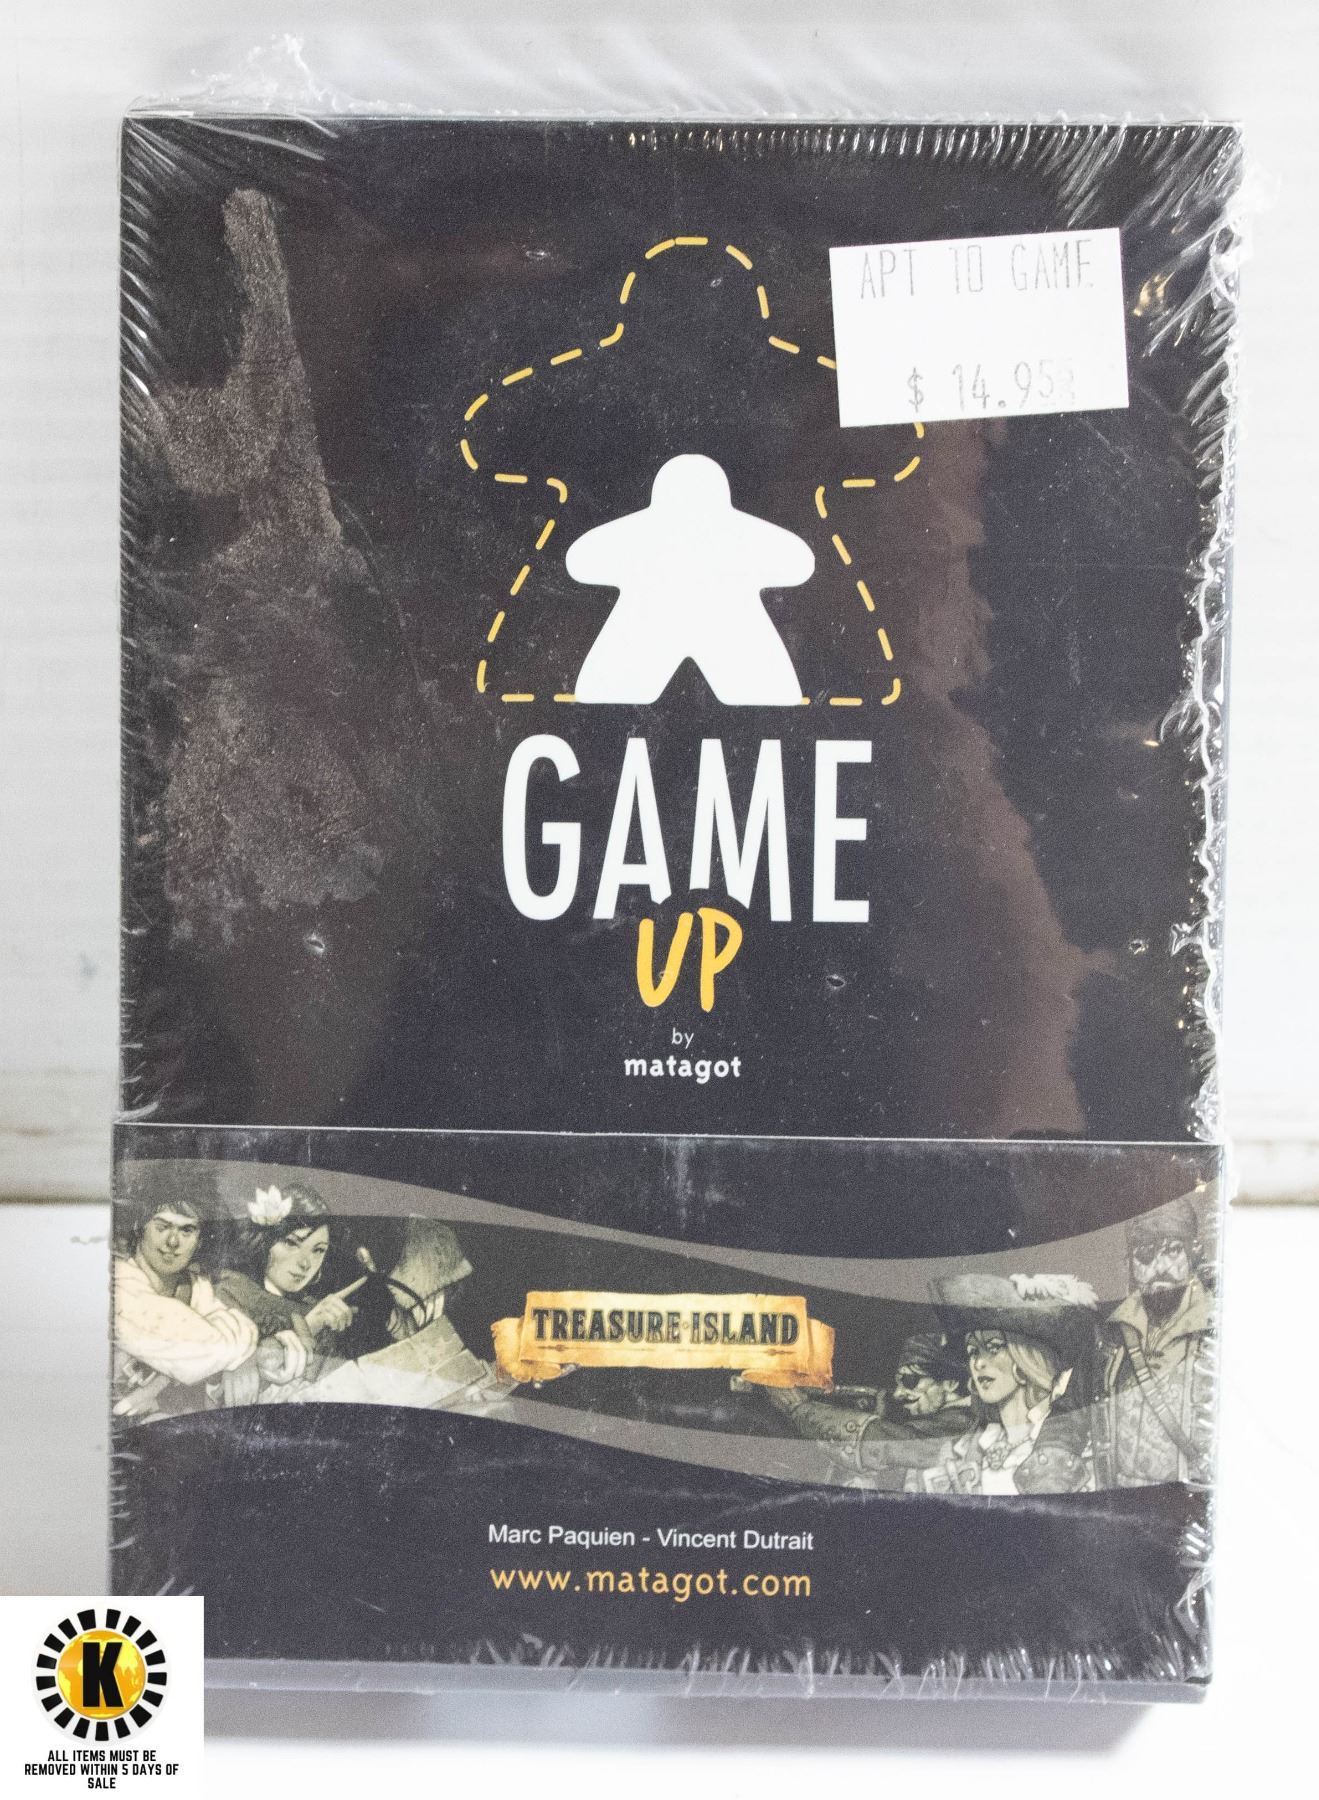 APT TO GAME
$ 14.95
GAME
UP
by
matagot
TREASURE ISLAND
Marc Paquien - Vincent Dutrait
www.matagot.com
K
ALL ITEMS MUST BE
REMOVED WITHIN 5 DAYS OF
SALE